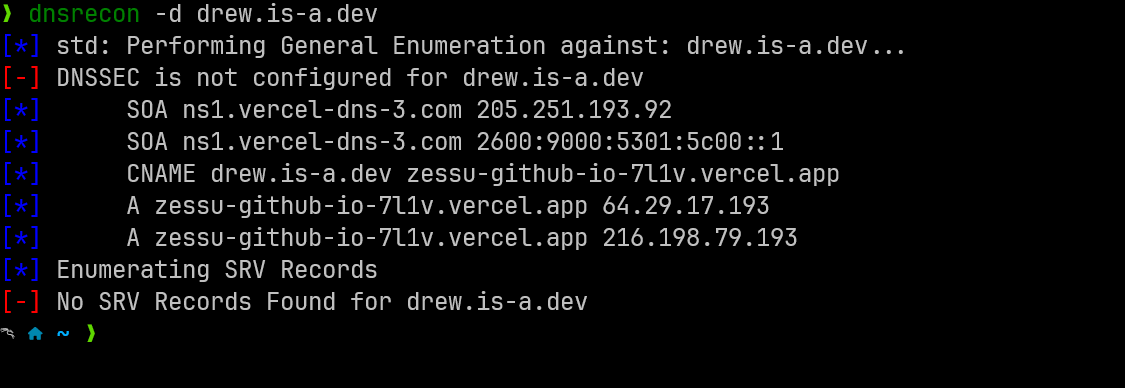 ❯ dnsrecon -d drew.is-a.dev
[*] std: Performing General Enumeration against: drew.is-a.dev...
[-] DNSSEC is not configured for drew.is-a.dev
[*]      SOA ns1.vercel-dns-3.com 205.251.193.92
[*]      SOA ns1.vercel-dns-3.com 2600:9000:5301:5c00::1
[*]      CNAME drew.is-a.dev zessu-github-io-7l1v.vercel.app
[*]      A zessu-github-io-7l1v.vercel.app 64.29.17.193
[*]      A zessu-github-io-7l1v.vercel.app 216.198.79.193
[*] Enumerating SRV Records
[-] No SRV Records Found for drew.is-a.dev
~ ❯